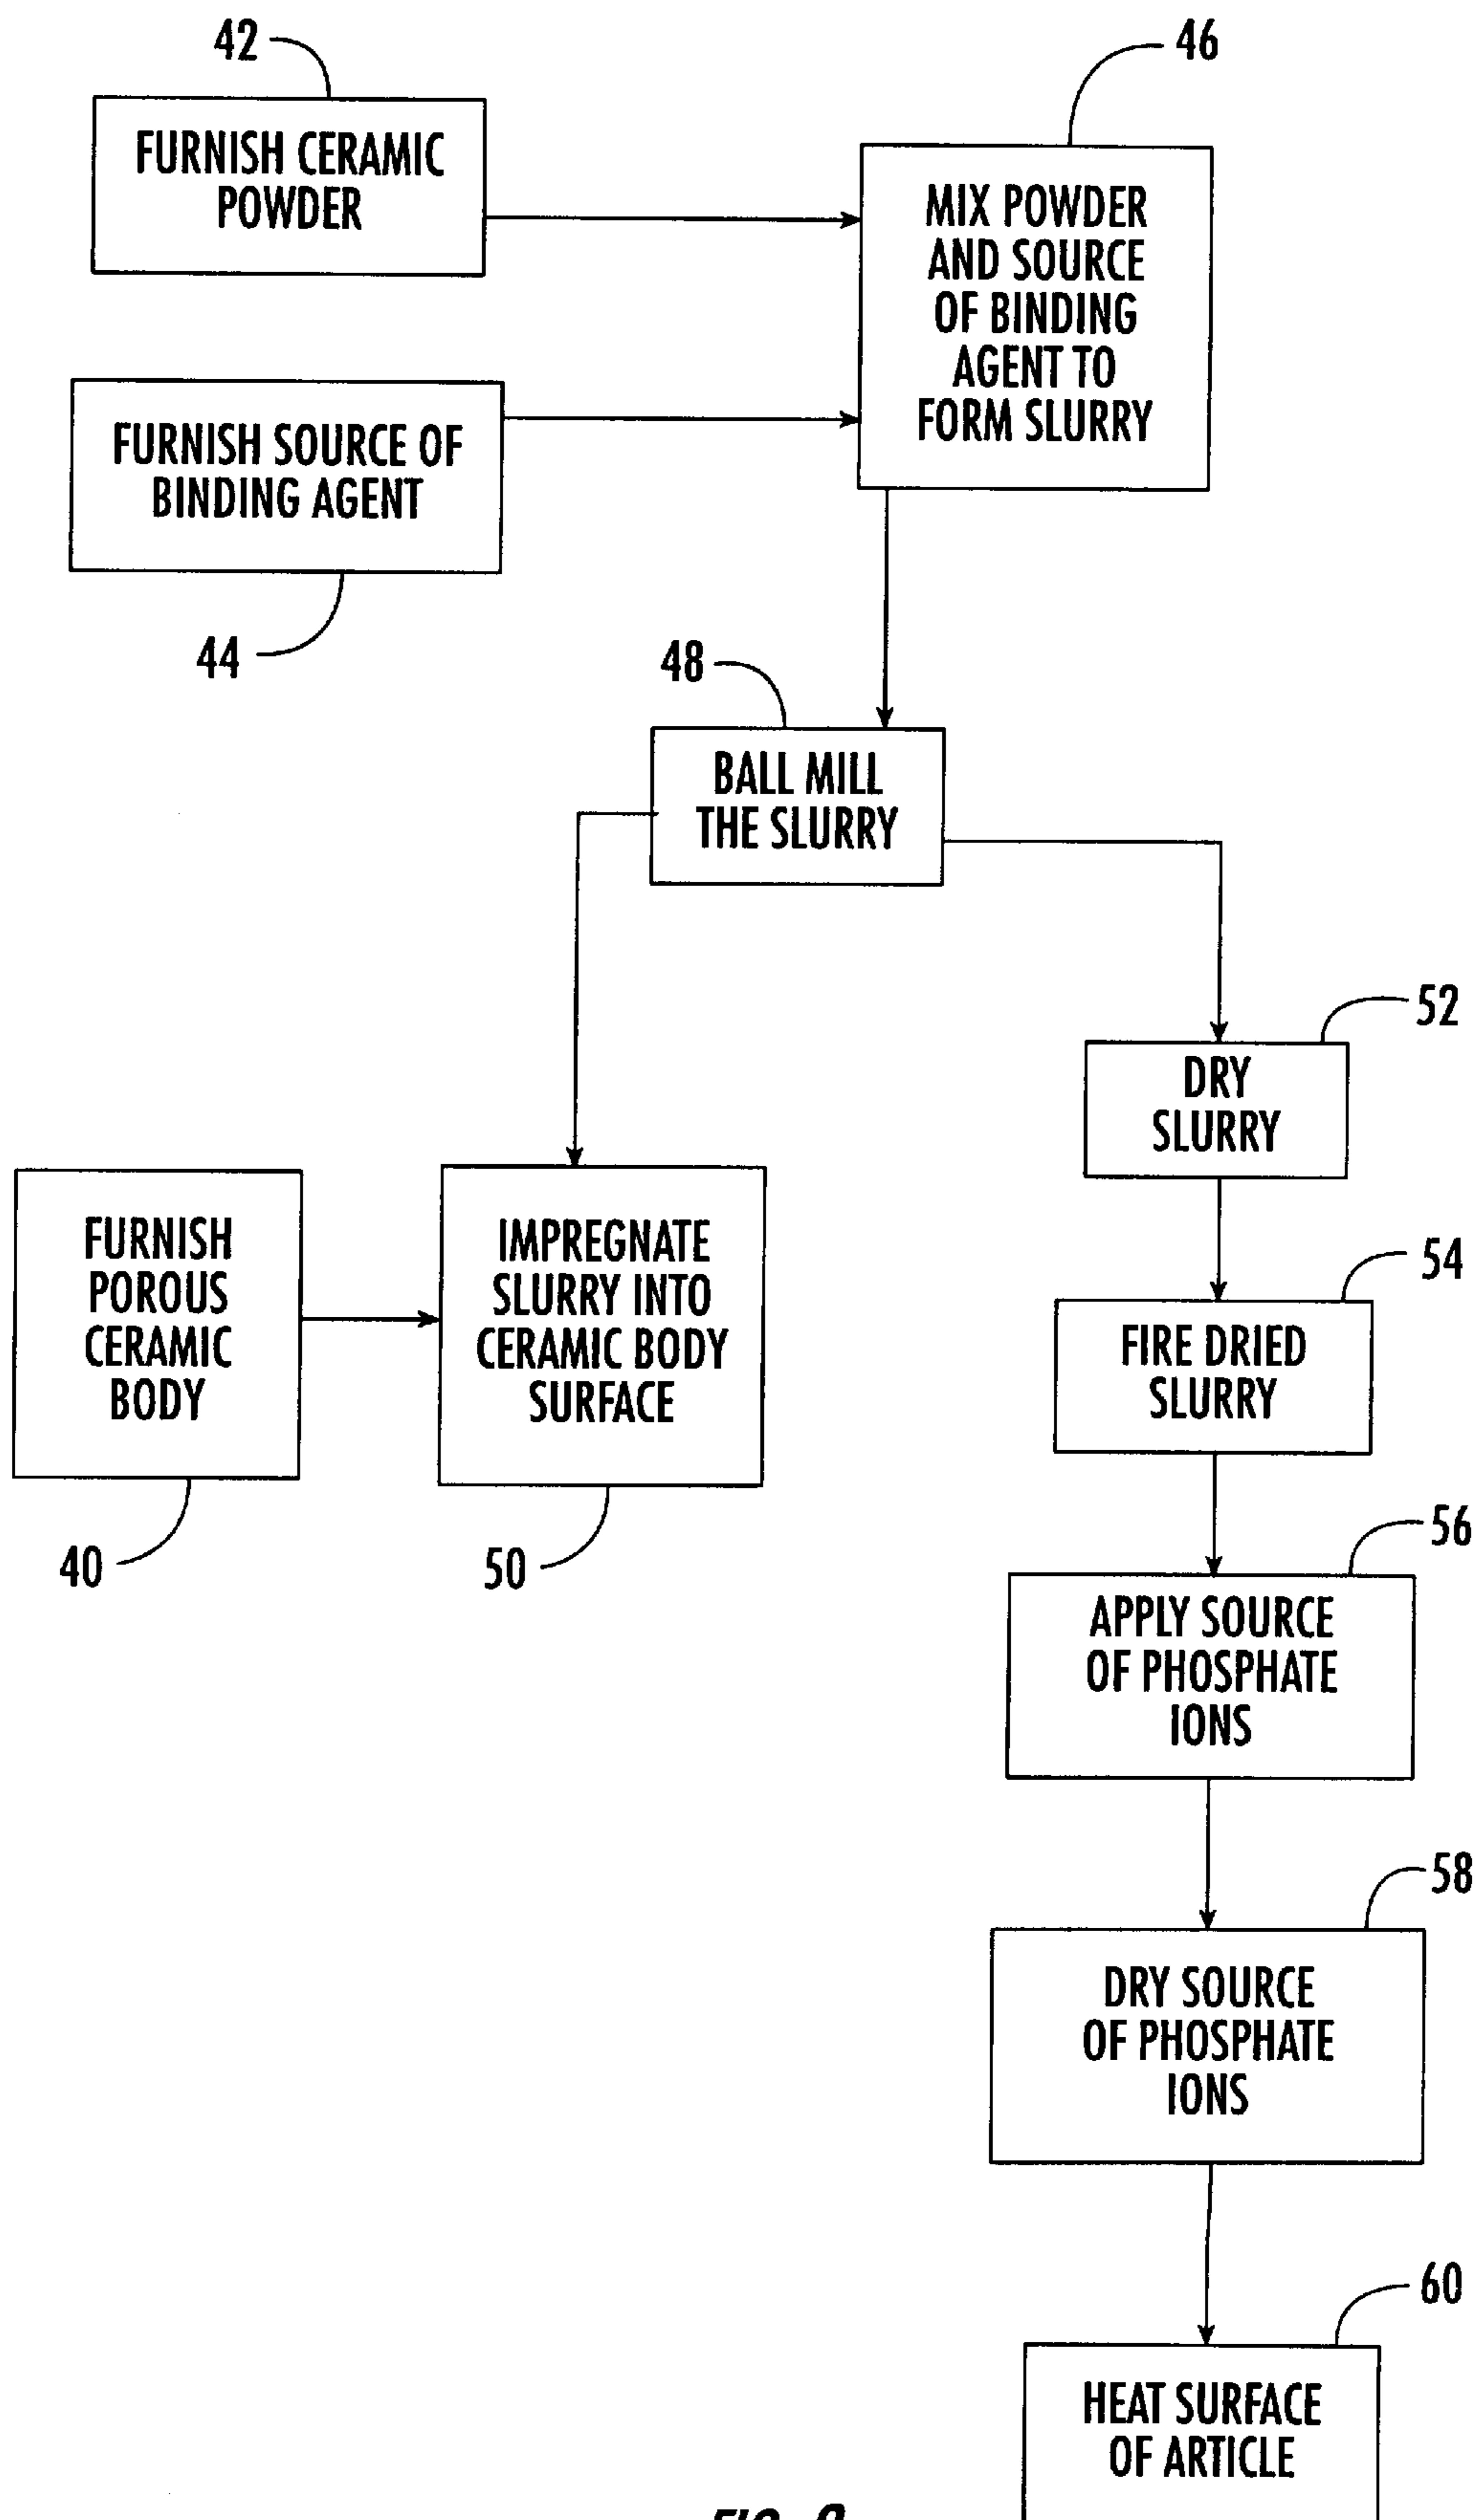 42
46
FURNISH CERAMIC
POWDER
MIX POWDER
AND SOURCE
OF BINDING
AGENT TO
FORM SLURRY
FURNISH SOURCE OF
BINDING AGENT
44
48
BALL MILL
THE SLURRY
52
DRY
SLURRY
FURNISH
POROUS
CERAMIC
BODY
IMPREGNATE
SLURRY INTO
CERAMIC BODY
SURFACE
54
FIRE DRIED
SLURRY
40
50
56
APPLY SOURCE
OF PHOSPHATE
IONS
58
DRY SOURCE
OF PHOSPHATE
IONS
60
HEAT SURFACE
OF ARTICLE